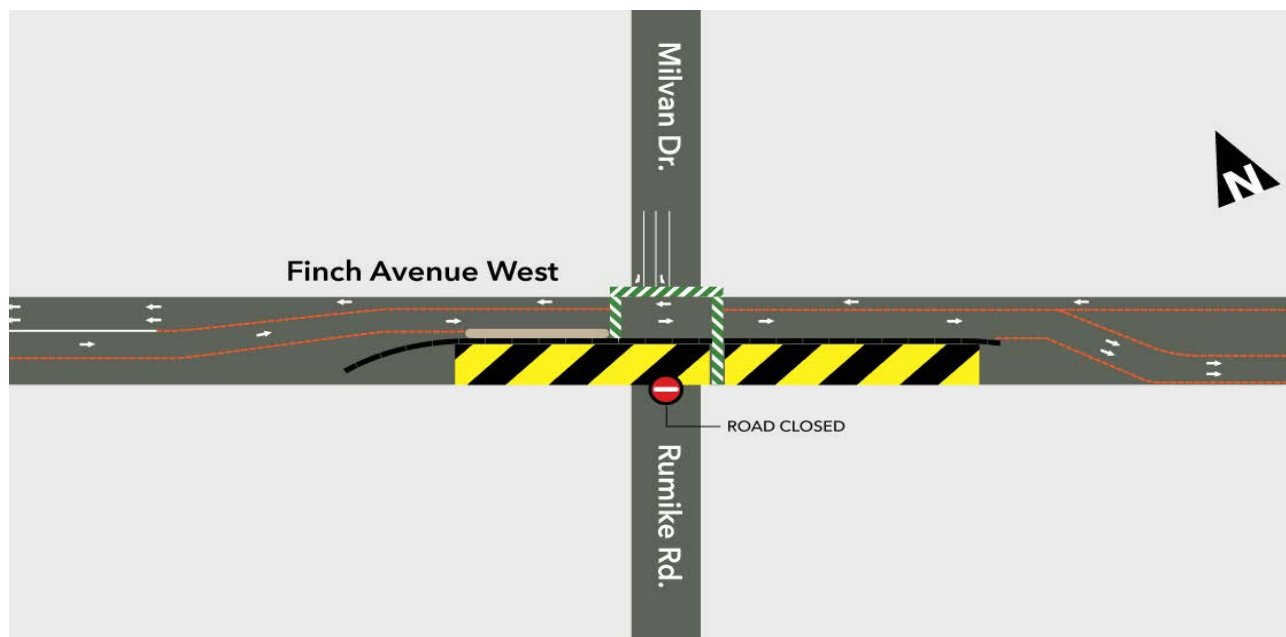 Milvan Dr.
N
Finch Avenue West
ROAD CLOSED
Rumike Rd.